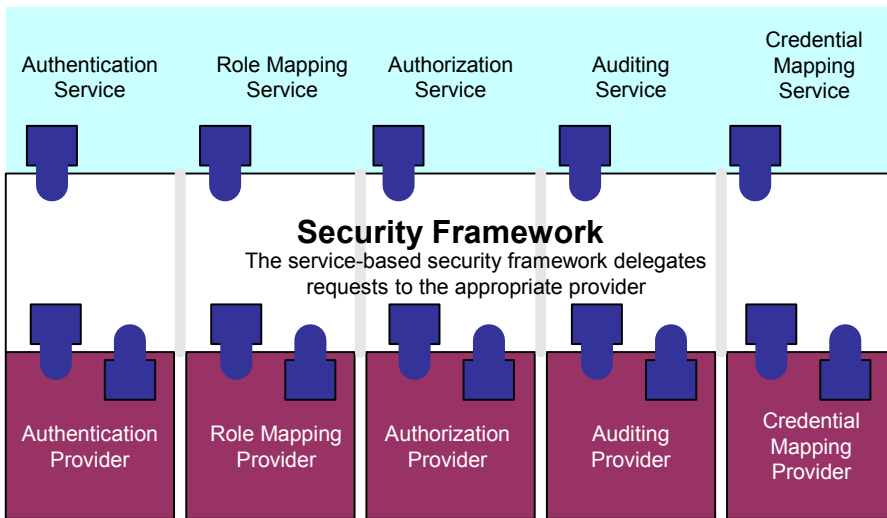 Authentication
Service
Role Mapping
Service
Authorization
Service
Auditing
Service
Credential
Mapping
Service
Security Framework
The service-based security framework delegates
requests to the appropriate provider
Authentication
Provider
Role Mapping
Provider
Authorization
Provider
Auditing
Provider
Credential
Mapping
Provider